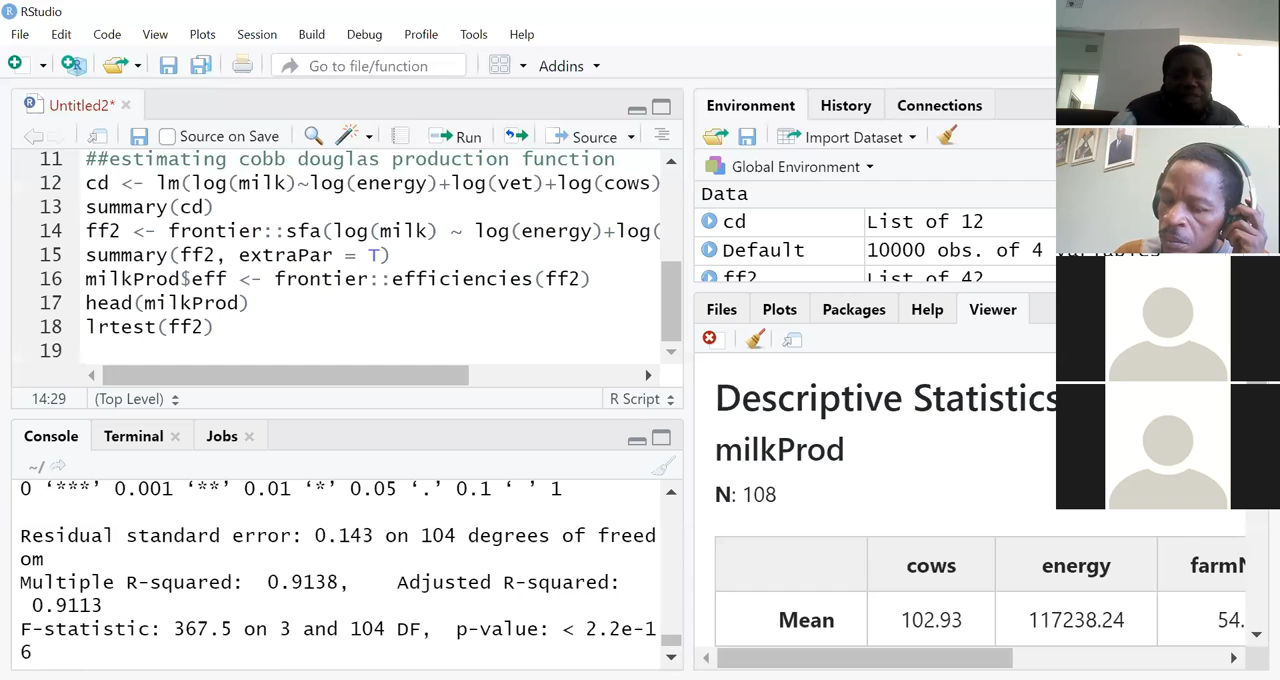 RStudio
File Edit Code View Plots Session Build Debug Profile Tools Help
Go to file/function Addins
Untitled2*
Source on Save Run Source
11 ##estimating cobb douglas production function
12 cd <- lm(log(milk)~log(energy)+log(vet)+log(cows)
13 summary(cd)
14 ff2 <- frontier::sfa(log(milk) ~ log(energy)+log(
15 summary(ff2, extraPar = T)
16 milkProd$eff <- frontier::efficiencies(ff2)
17 head(milkProd)
18 lrtest(ff2)
19
14:29 (Top Level) R Script
Console Terminal Jobs
~/
0 ‘***’ 0.001 ‘**’ 0.01 ‘*’ 0.05 ‘.’ 0.1 ‘ ’ 1
Residual standard error: 0.143 on 104 degrees of freed
om
Multiple R-squared:  0.9138,    Adjusted R-squared:
 0.9113
F-statistic: 367.5 on 3 and 104 DF,  p-value: < 2.2e-1
6
Environment History Connections
Import Dataset
Global Environment
Data
cd List of 12
Default 10000 obs. of 4
ff2 List of 42
Files Plots Packages Help Viewer
Descriptive Statistics
milkProd
N: 108
cows energy farmN
Mean 102.93 117238.24 54.